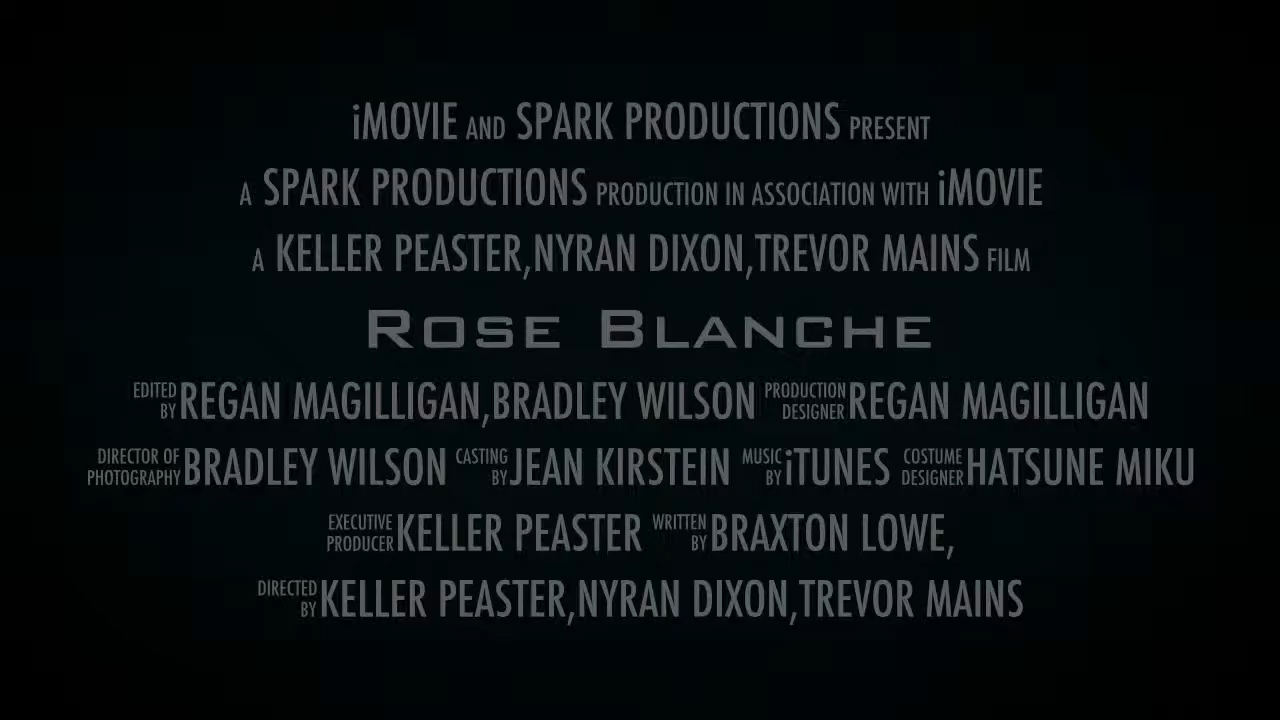 iMOVIE AND SPARK PRODUCTIONS PRESENT
A SPARK PRODUCTIONS PRODUCTION IN ASSOCIATION WITH iMOVIE
A KELLER PEASTER,NYRAN DIXON,TREVOR MAINS FILM
ROSE BLANCHE
EDITED BY REGAN MAGILLIGAN,BRADLEY WILSON PRODUCTION DESIGNER REGAN MAGILLIGAN
DIRECTOR OF PHOTOGRAPHY BRADLEY WILSON CASTING BY JEAN KIRSTEIN MUSIC BY iTUNES COSTUME DESIGNER HATSUNE MIKU
EXECUTIVE PRODUCER KELLER PEASTER WRITTEN BY BRAXTON LOWE,
DIRECTED BY KELLER PEASTER,NYRAN DIXON,TREVOR MAINS